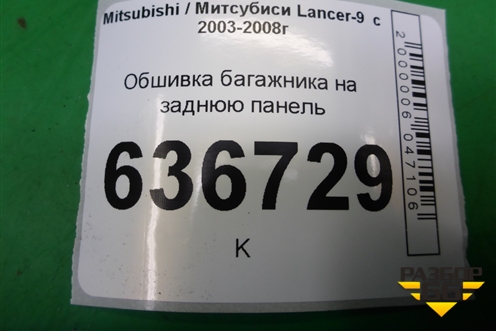 Mitsubishi / Митсубиси Lancer-9 с
2003-2008г
Обшивка багажника на
заднюю панель
636729
К
2000006047106
РАЗБОР